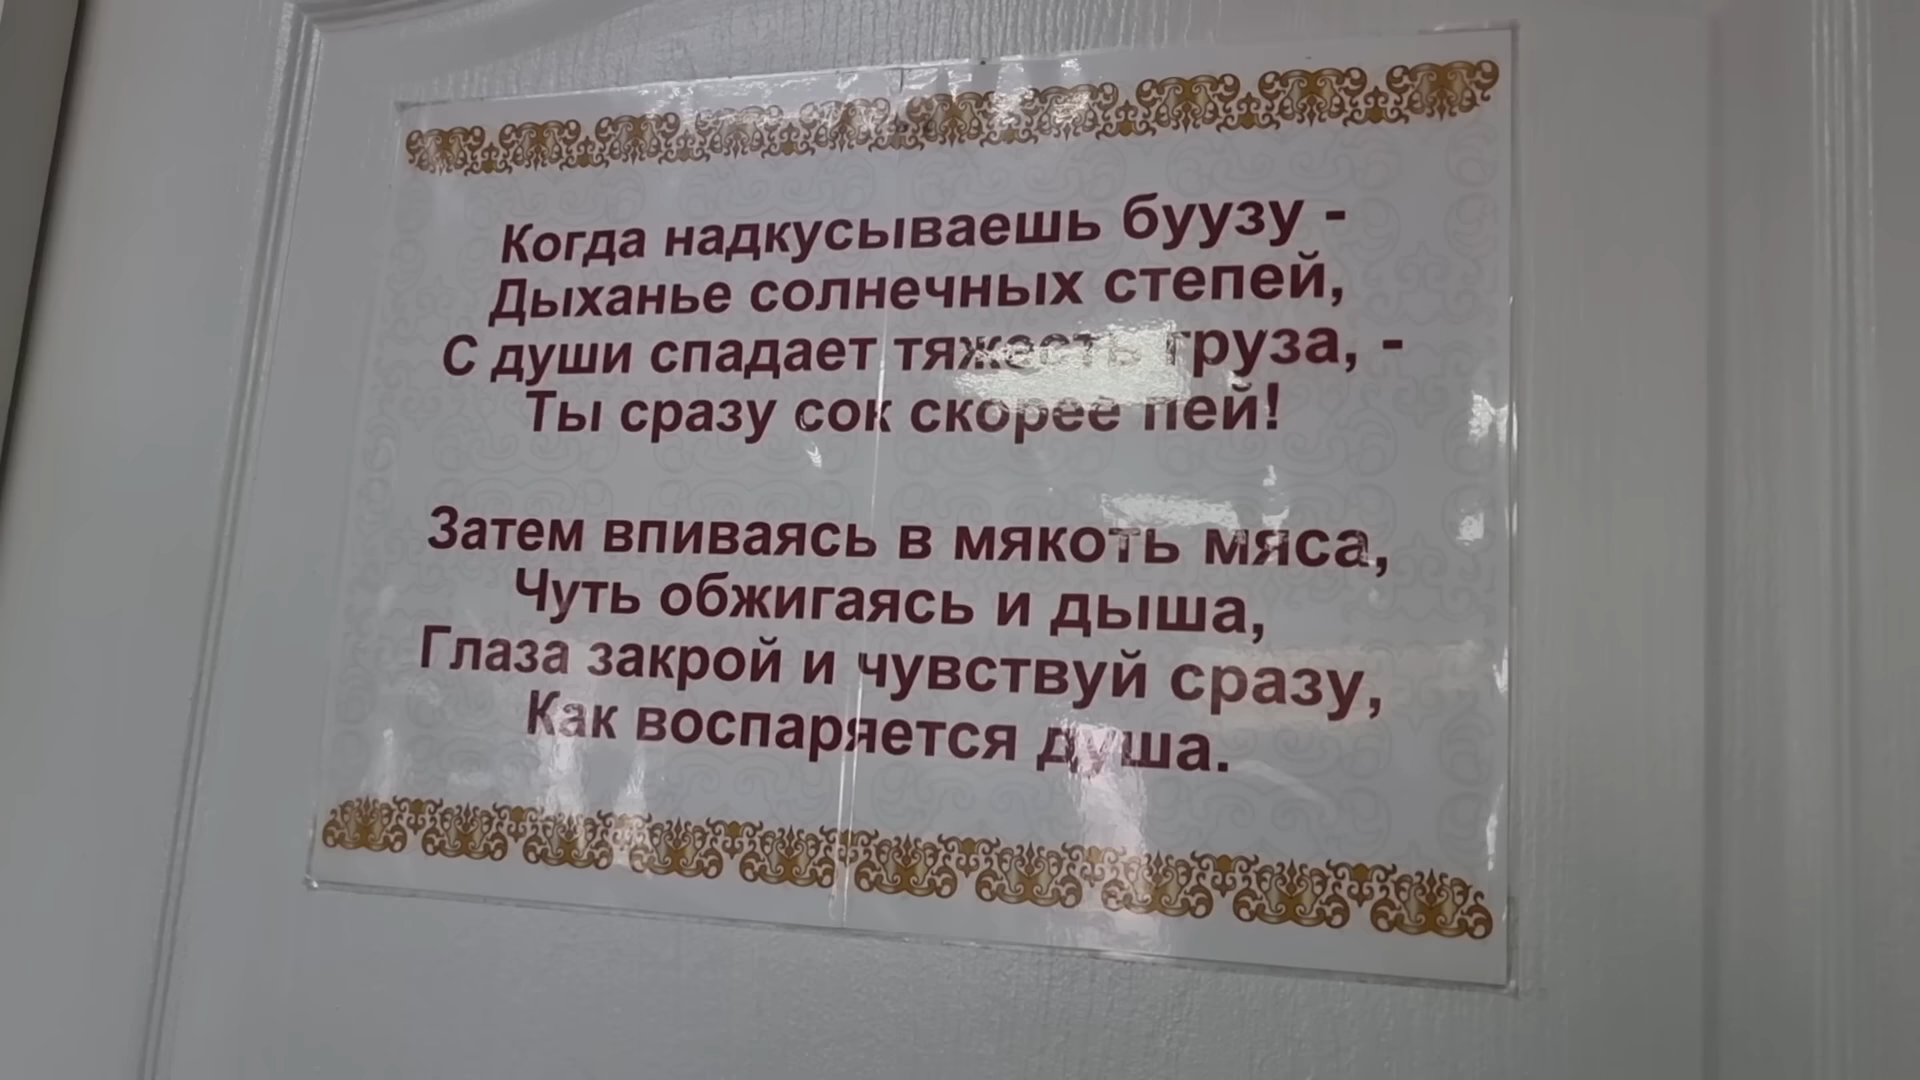 Когда надкусываешь буузу -
Дыханье солнечных степей,
С души спадает тяжесть груза, -
Ты сразу сок скорее пей!
Затем впиваясь в мякоть мяса,
Чуть обжигаясь и дыша,
Глаза закрой и чувствуй сразу,
Как воспаряется душа.